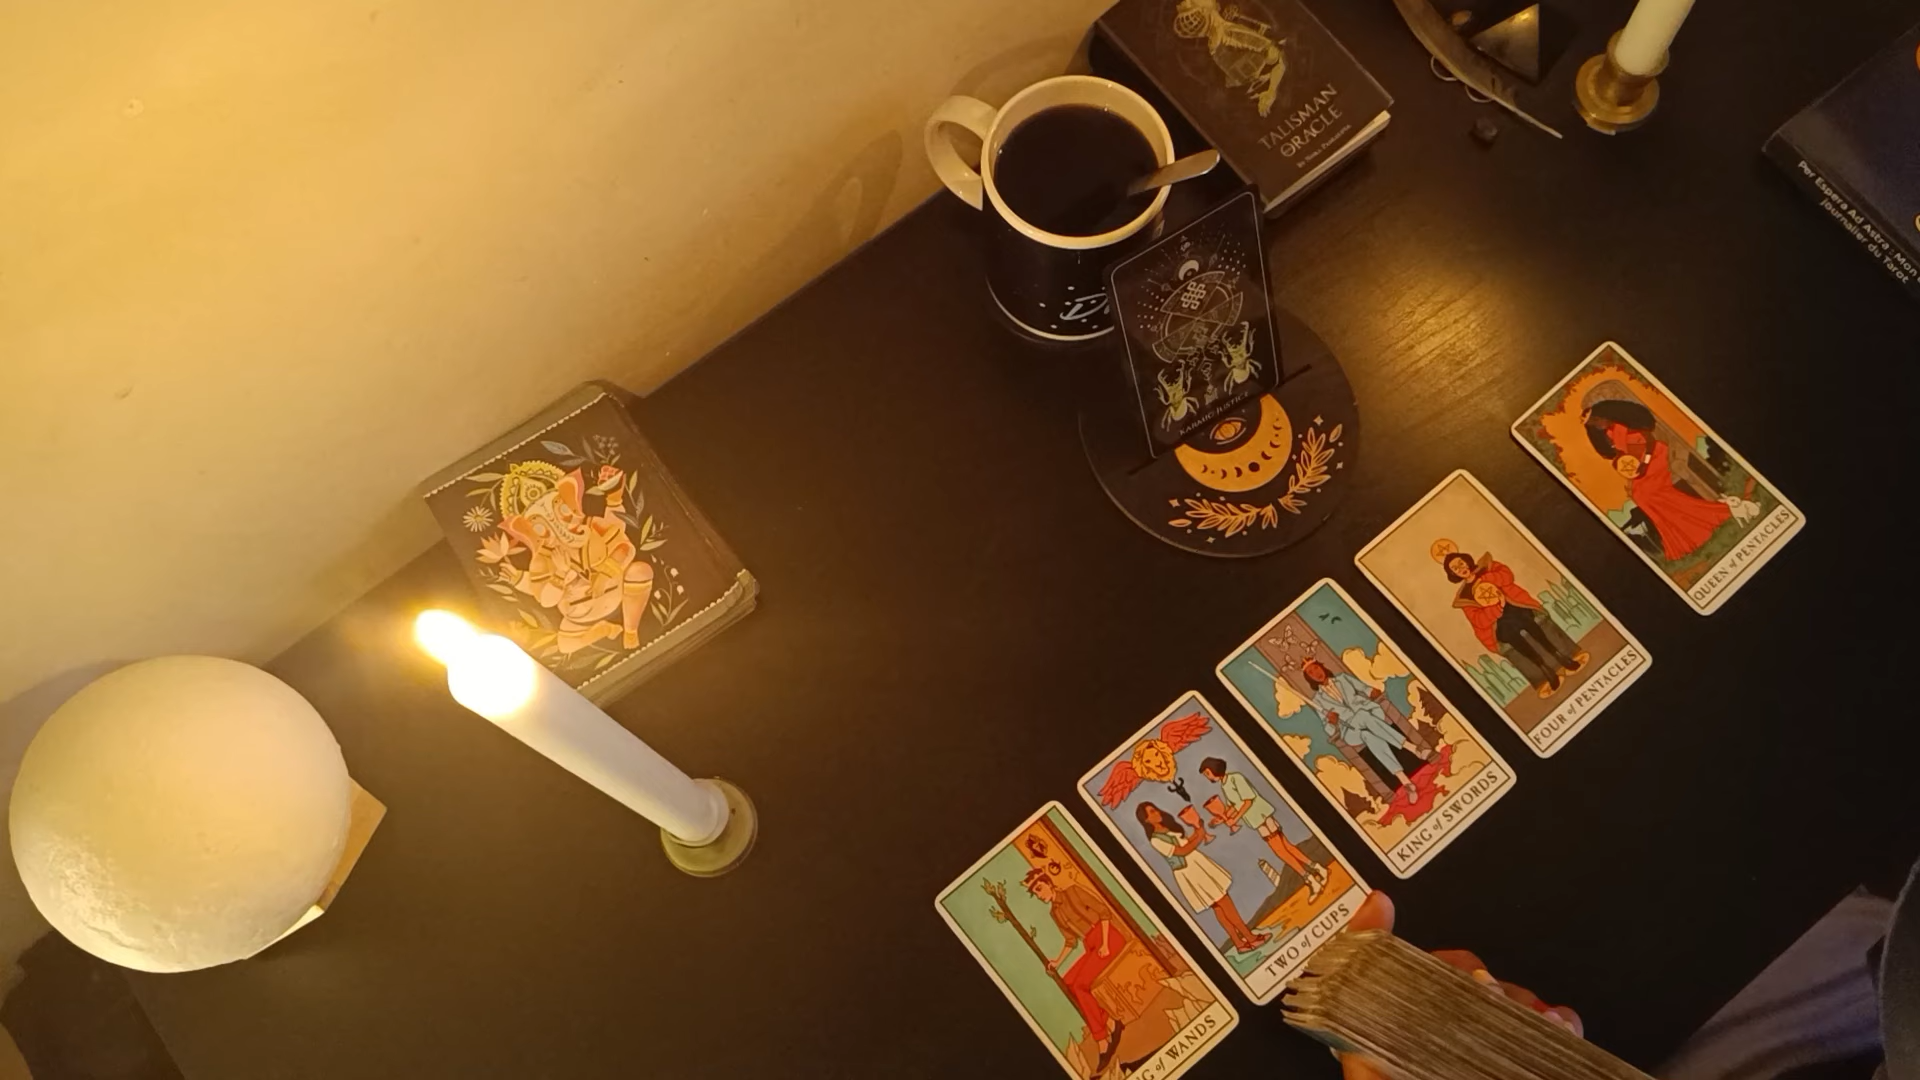 TALISMAN
ORACLE
Per Espera Ad Astra : Mon
journalier du Tarot
KARMIC JUSTICE
QUEEN of PENTACLES
FOUR of PENTACLES
KING of SWORDS
TWO of CUPS
G of WANDS